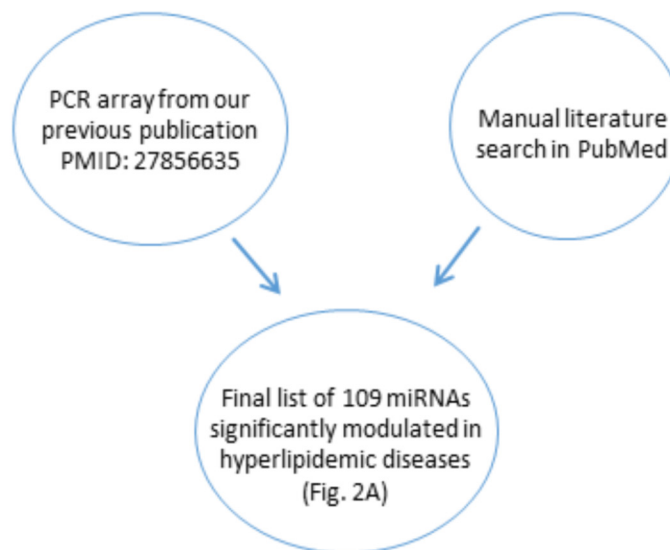 PCR array from our
previous publication
PMID: 27856635
Manual literature
search in PubMed
Final list of 109 miRNAs
significantly modulated in
hyperlipidemic diseases
(Fig. 2A)